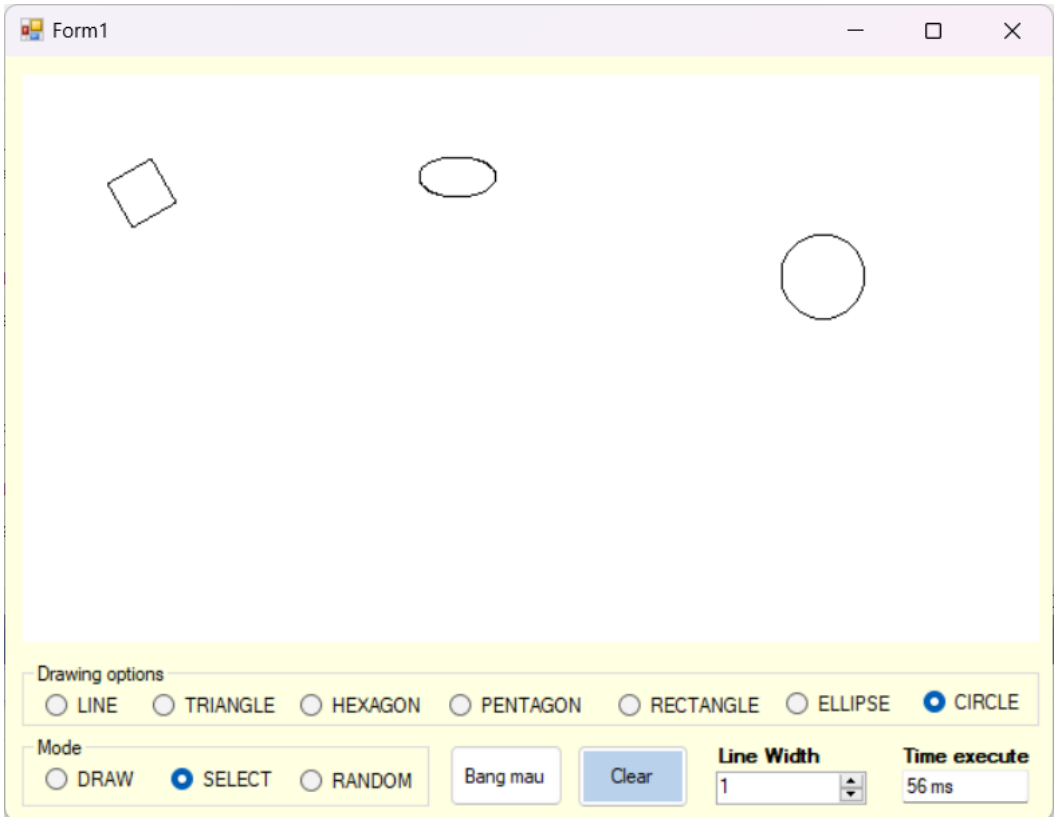 Form1
Drawing options
LINE TRIANGLE HEXAGON PENTAGON RECTANGLE ELLIPSE CIRCLE
Mode
DRAW SELECT RANDOM
Bang mau
Clear
Line Width
1
Time execute
56 ms